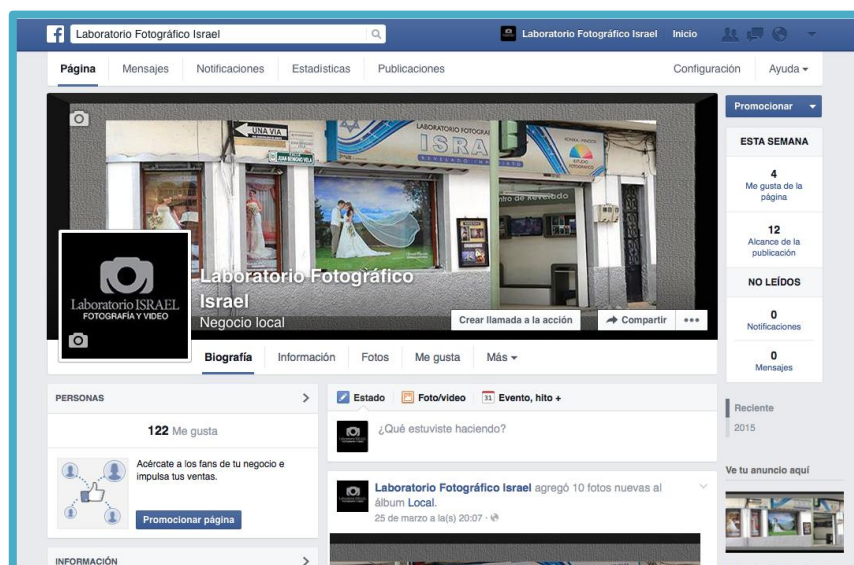 Laboratorio Fotográfico Israel
Laboratorio Fotográfico Israel Inicio
Página Mensajes Notificaciones Estadísticas Publicaciones Configuración Ayuda
UNA VIA
JUAN BENIGNO VELA
LABORATORIO FOTOGRAF
ISRA
REVELADO
ESTUDIO
FOTOGRAFICO
Laboratorio ISRAEL
FOTOGRAFÍA Y VIDEO
Laboratorio Fotográfico
Israel
Negocio local
Crear llamada a la acción Compartir
Biografía Información Fotos Me gusta Más
PERSONAS
122 Me gusta
Acércate a los fans de tu negocio e
impulsa tus ventas.
Promocionar página
INFORMACIÓN
Estado Foto/video 31 Evento, hito +
¿Qué estuviste haciendo?
Laboratorio Fotográfico Israel agregó 10 fotos nuevas al
álbum Local.
25 de marzo a la(s) 20:07 ·
Promocionar
ESTA SEMANA
4
Me gusta de la
página
12
Alcance de la
publicación
NO LEÍDOS
0
Notificaciones
0
Mensajes
Reciente
2015
Ve tu anuncio aquí